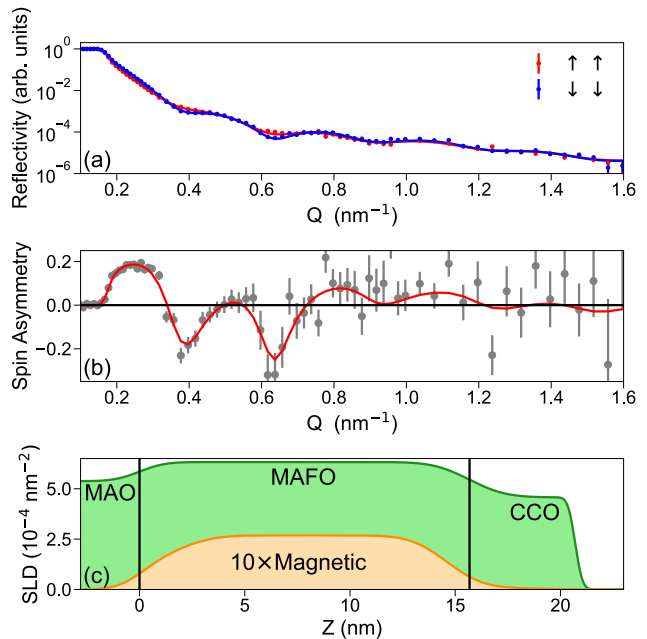 Reflectivity (arb. units)
10⁰
10⁻²
10⁻⁴
10⁻⁶
↑ ↑
↓ ↓
(a)
0.2 0.4 0.6 0.8 1.0 1.2 1.4 1.6
Q (nm⁻¹)
Spin Asymmetry
0.2
0.0
−0.2
(b)
0.2 0.4 0.6 0.8 1.0 1.2 1.4 1.6
Q (nm⁻¹)
SLD (10⁻⁴ nm⁻²)
5.0
2.5
0.0
MAO
MAFO
CCO
10×Magnetic
(c)
0 5 10 15 20
Z (nm)